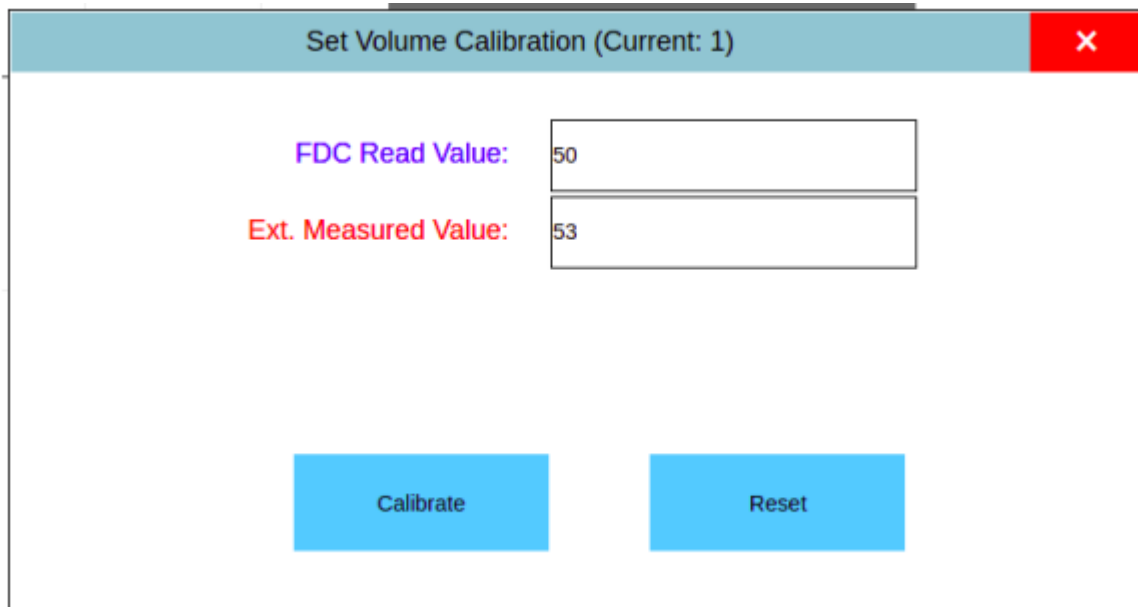 Set Volume Calibration (Current: 1)
×
FDC Read Value: 50
Ext. Measured Value: 53
Calibrate Reset